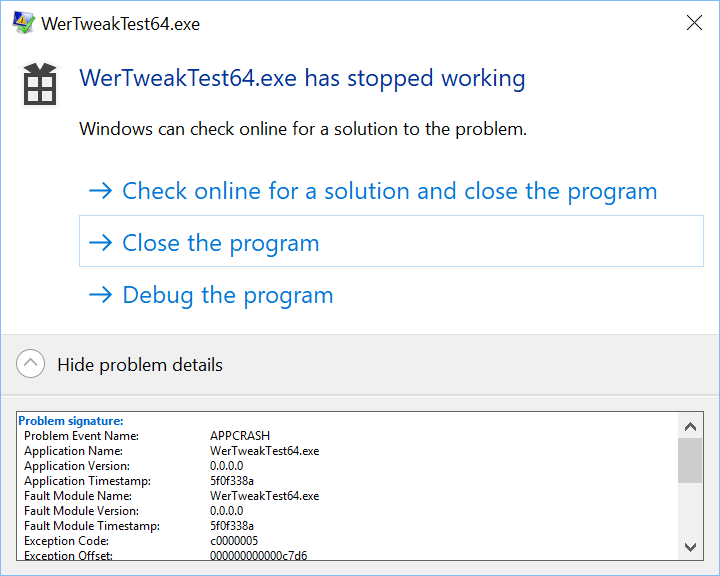 WerTweakTest64.exe
WerTweakTest64.exe has stopped working
Windows can check online for a solution to the problem.
Check online for a solution and close the program
Close the program
Debug the program
Hide problem details
Problem signature:
Problem Event Name: APPCRASH
Application Name: WerTweakTest64.exe
Application Version: 0.0.0.0
Application Timestamp: 5f0f338a
Fault Module Name: WerTweakTest64.exe
Fault Module Version: 0.0.0.0
Fault Module Timestamp: 5f0f338a
Exception Code: c0000005
Exception Offset: 000000000000c7d6